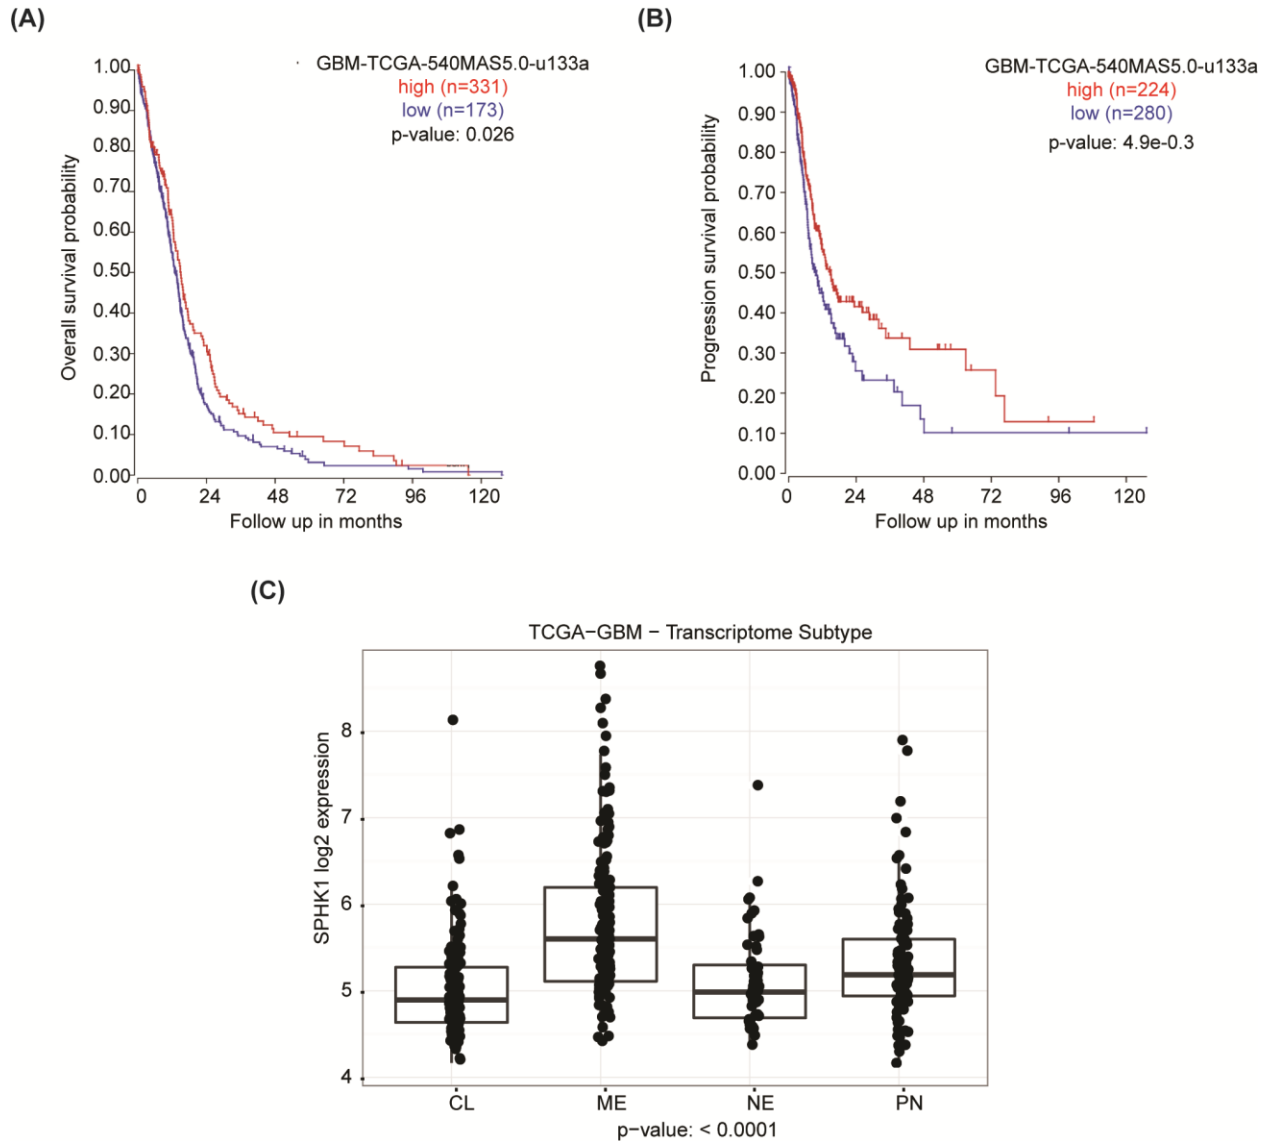 (A)
GBM-TCGA-540MAS5.0-u133a
high (n=331)
low (n=173)
p-value: 0.026
Overall survival probability
1.00
0.90
0.80
0.70
0.60
0.50
0.40
0.30
0.20
0.10
0.00
0 24 48 72 96 120
Follow up in months
(B)
GBM-TCGA-540MAS5.0-u133a
high (n=224)
low (n=280)
p-value: 4.9e-0.3
Progression survival probability
1.00
0.90
0.80
0.70
0.60
0.50
0.40
0.30
0.20
0.10
0.00
0 24 48 72 96 120
Follow up in months
(C)
TCGA−GBM − Transcriptome Subtype
SPHK1 log2 expression
8
7
6
5
4
CL ME NE PN
p−value: < 0.0001